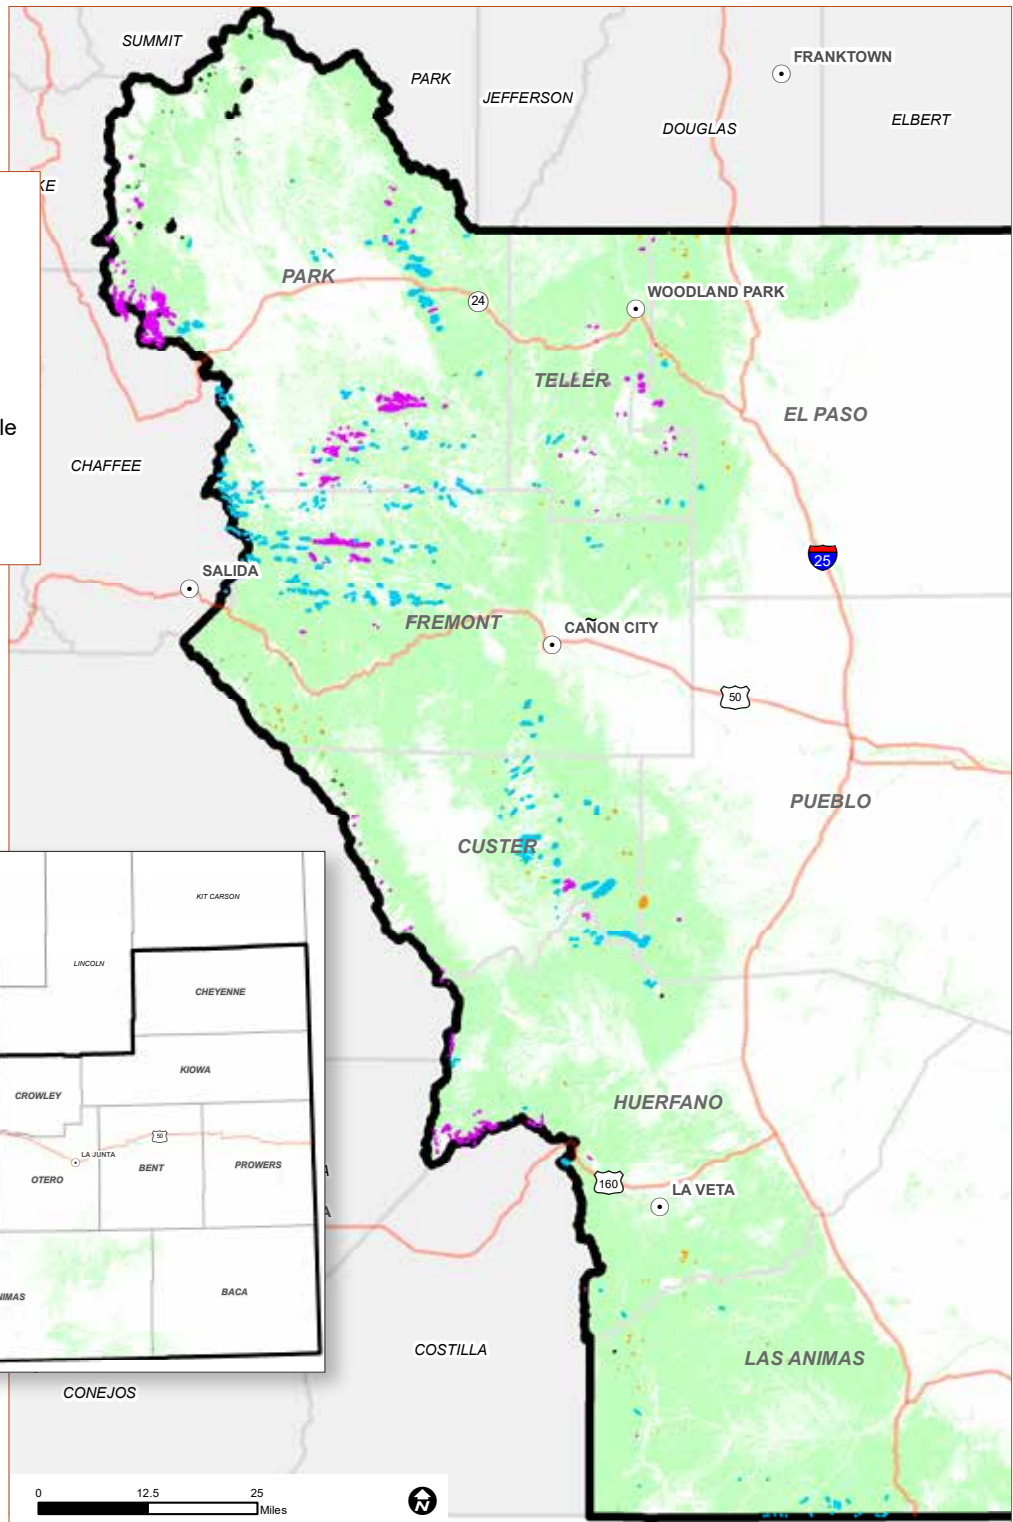 SUMMIT
PARK
JEFFERSON
FRANKTOWN
DOUGLAS
ELBERT
KE
PARK
24
WOODLAND PARK
TELLER
EL PASO
le
CHAFFEE
25
SALIDA
FREMONT
CAÑON CITY
50
PUEBLO
CUSTER
KIT CARSON
LINCOLN
CHEYENNE
KIOWA
CROWLEY
50
LA JUNTA
OTERO
BENT
PROWERS
A
A
NIMAS
BACA
HUERFANO
160
LA VETA
COSTILLA
LAS ANIMAS
CONEJOS
0 12.5 25
Miles
N